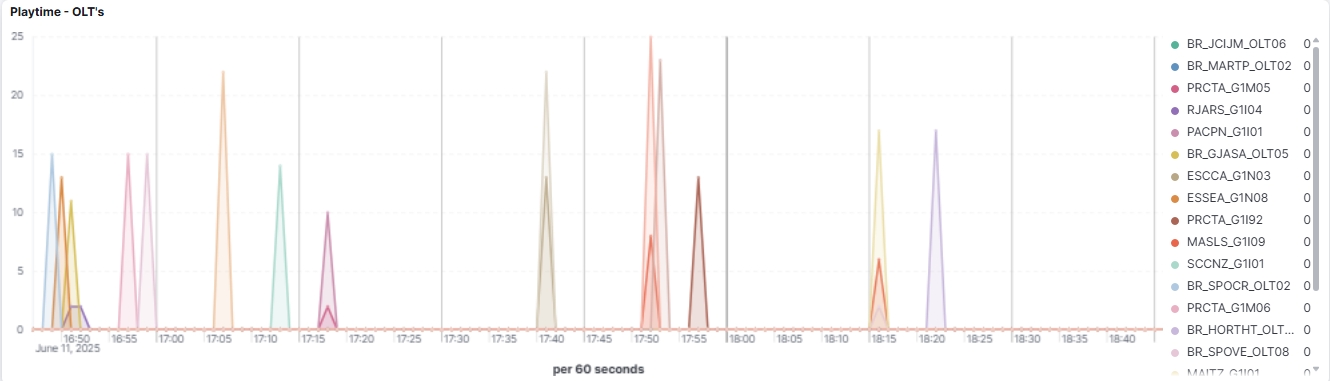 Playtime - OLT's
25
20
15
10
5
0
16:50 16:55 17:00 17:05 17:10 17:15 17:20 17:25 17:30 17:35 17:40 17:45 17:50 17:55 18:00 18:05 18:10 18:15 18:20 18:25 18:30 18:35 18:40
June 11, 2025
per 60 seconds
BR_JCIJM_OLT06 0
BR_MARTP_OLT02 0
PRCTA_G1M05 0
RJARS_G1I04 0
PACPN_G1I01 0
BR_GJASA_OLT05 0
ESCCA_G1N03 0
ESSEA_G1N08 0
PRCTA_G1I92 0
MASLS_G1I09 0
SCCNZ_G1I01 0
BR_SPOCR_OLT02 0
PRCTA_G1M06 0
BR_HORTHT_OLT... 0
BR_SPOVE_OLT08 0
MAITZ_G1I01 0